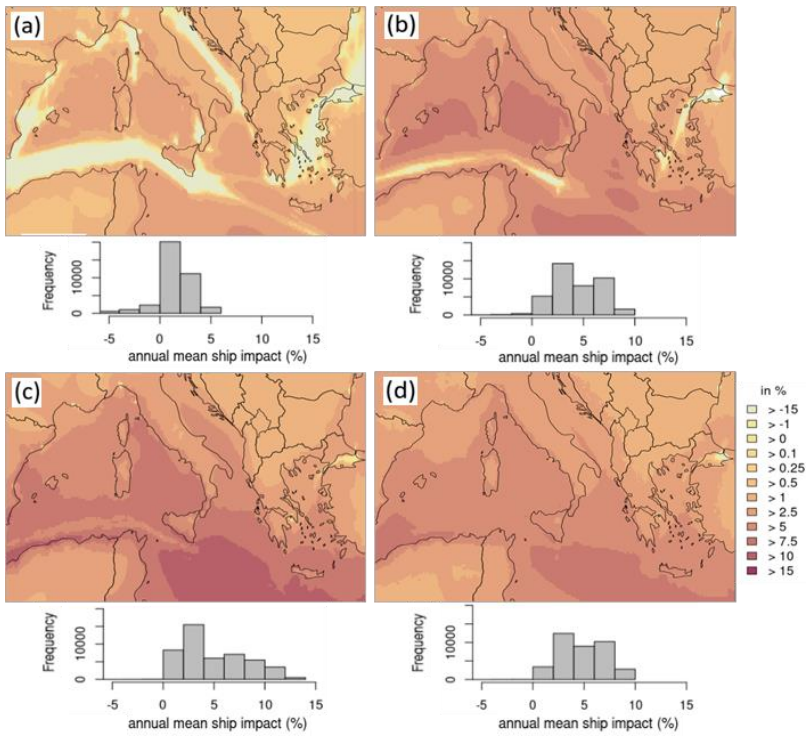 (a)
(b)
Frequency
0 10000
-5 0 5 10 15
annual mean ship impact (%)
Frequency
0 10000
-5 0 5 10 15
annual mean ship impact (%)
(c)
(d)
in %
> -15
> -1
> 0
> 0.1
> 0.25
> 0.5
> 1
> 2.5
> 5
> 7.5
> 10
> 15
Frequency
0 10000
-5 0 5 10 15
annual mean ship impact (%)
Frequency
0 10000
-5 0 5 10 15
annual mean ship impact (%)